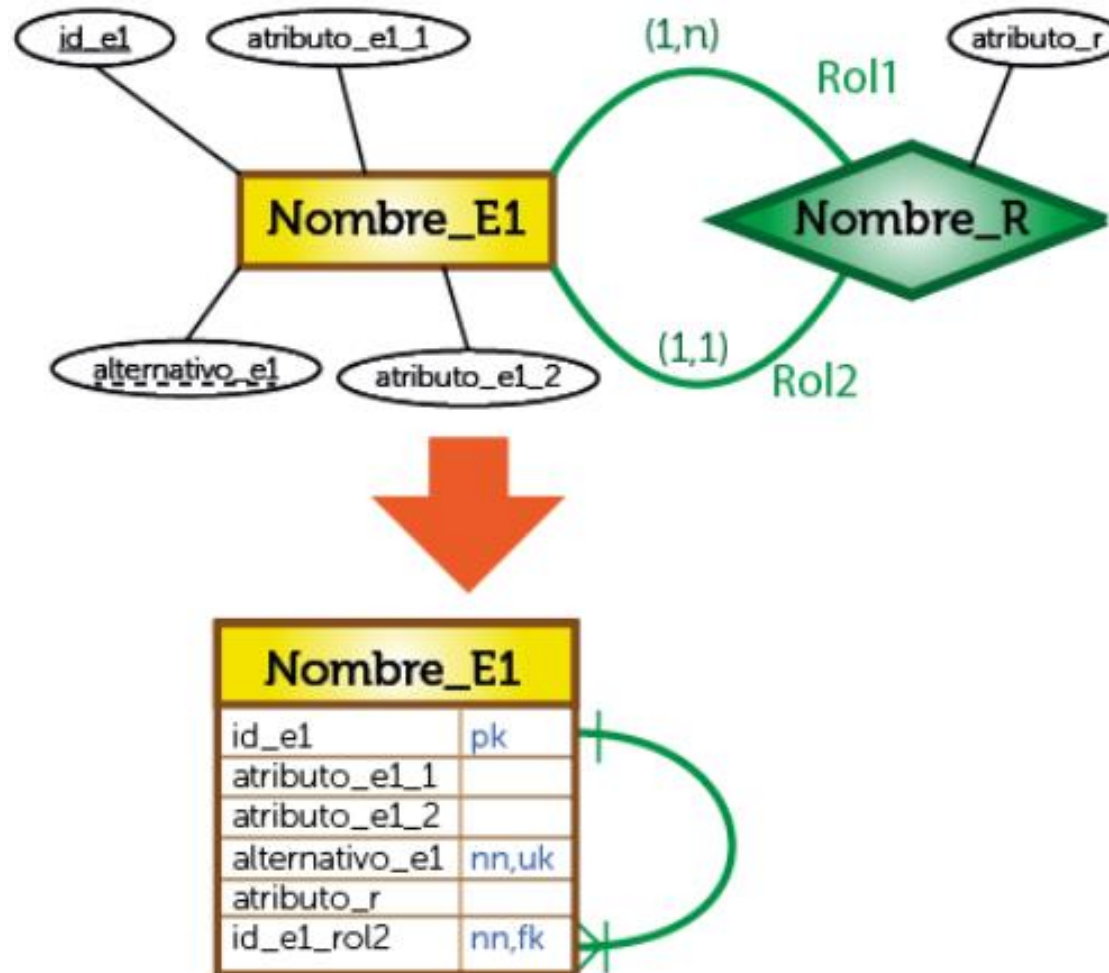 id_e1
atributo_e1_1
(1,n)
atributo_r
Rol1
Nombre_E1
Nombre_R
alternativo_e1
atributo_e1_2
(1,1)
Rol2
Nombre_E1
id_e1 pk
atributo_e1_1
atributo_e1_2
alternativo_e1 nn,uk
atributo_r
id_e1_rol2 nn,fk